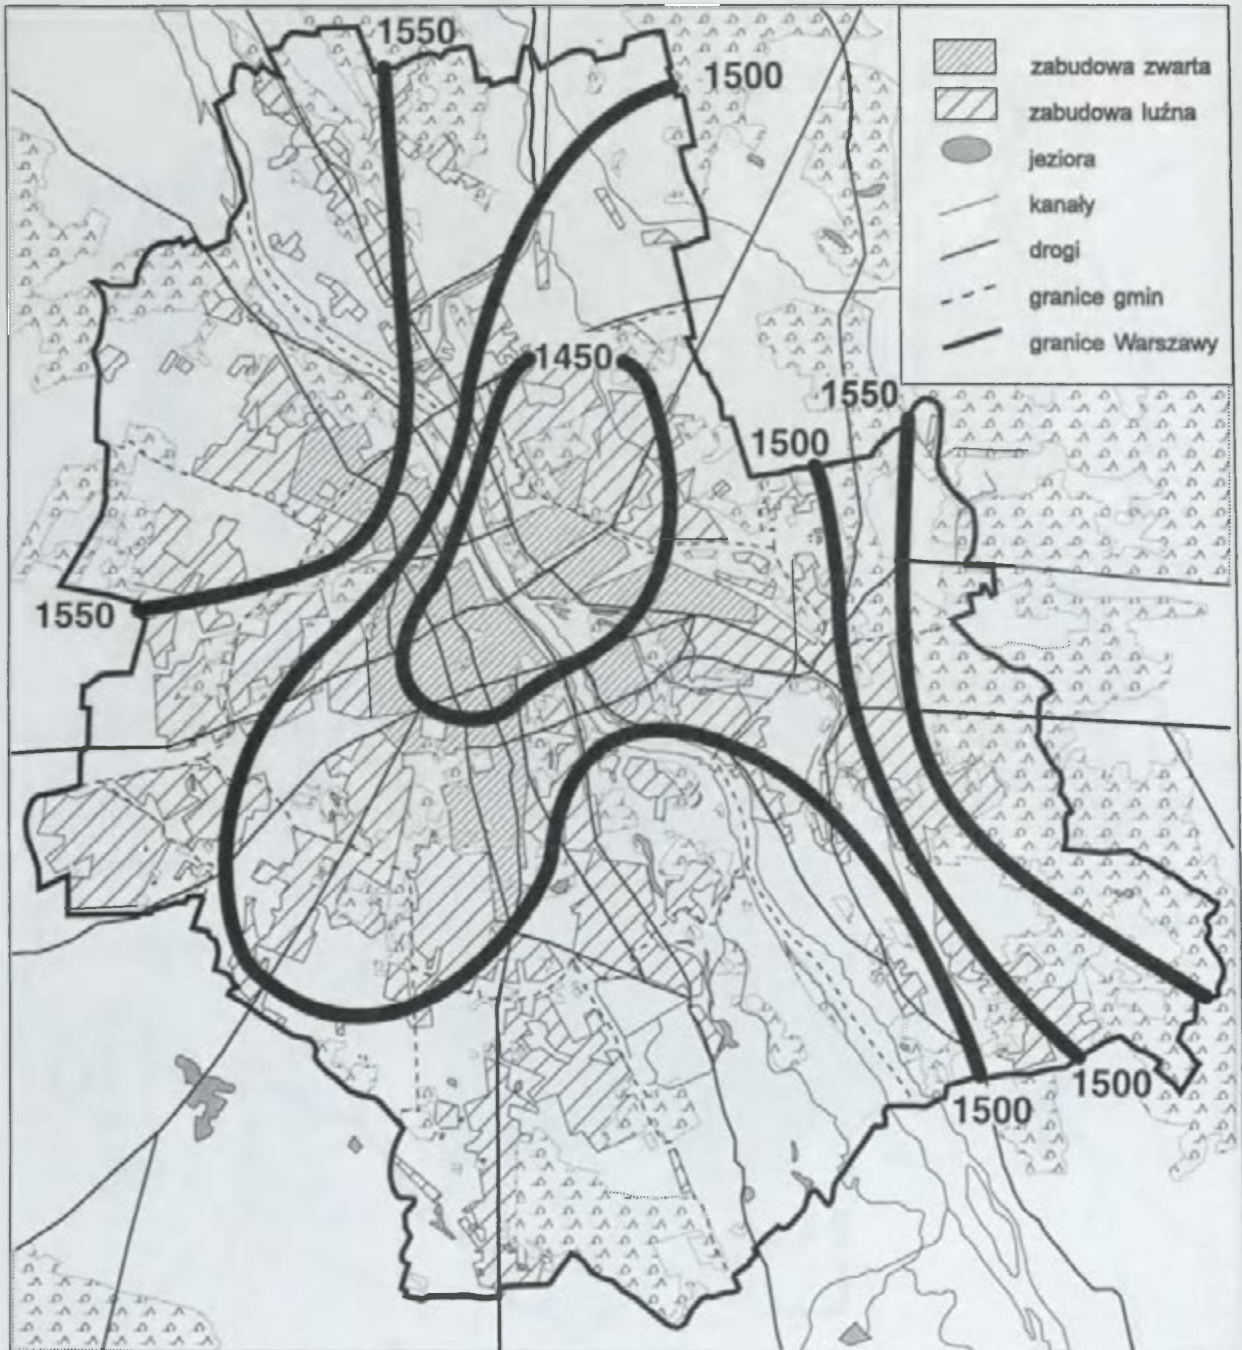 1550
1500
zabudowa zwarta
zabudowa luźna
jeziora
kanały
drogi
granice gmin
granice Warszawy
1450
1550
1500
1550
1500
1500